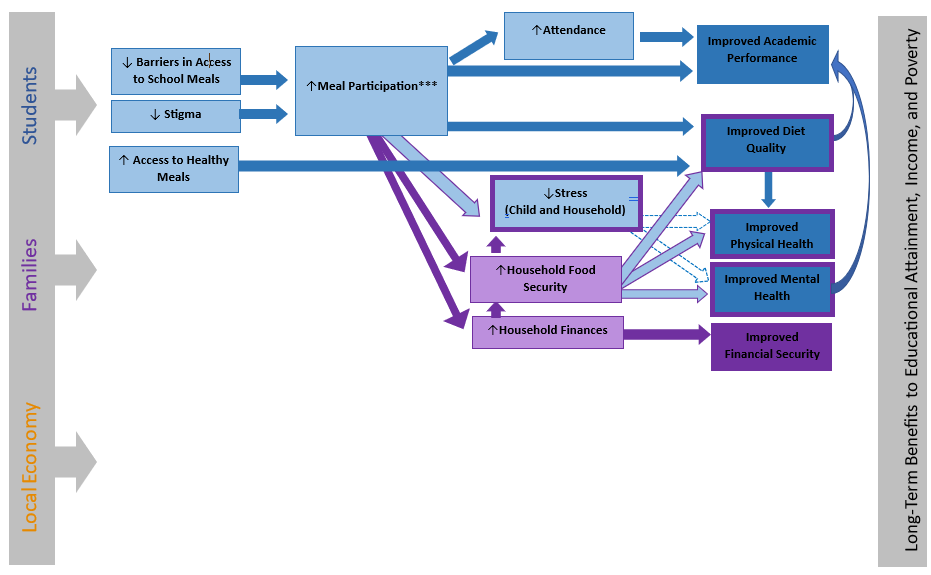 Students
Families
Local Economy
↓ Barriers in Access
to School Meals
↓ Stigma
↑ Access to Healthy
Meals
↑Meal Participation***
↑Attendance
↓Stress
(Child and Household)
↑Household Food
Security
↑Household Finances
Improved Academic
Performance
Improved Diet
Quality
Improved
Physical Health
Improved Mental
Health
Improved
Financial Security
Long-Term Benefits to Educational Attainment, Income, and Poverty